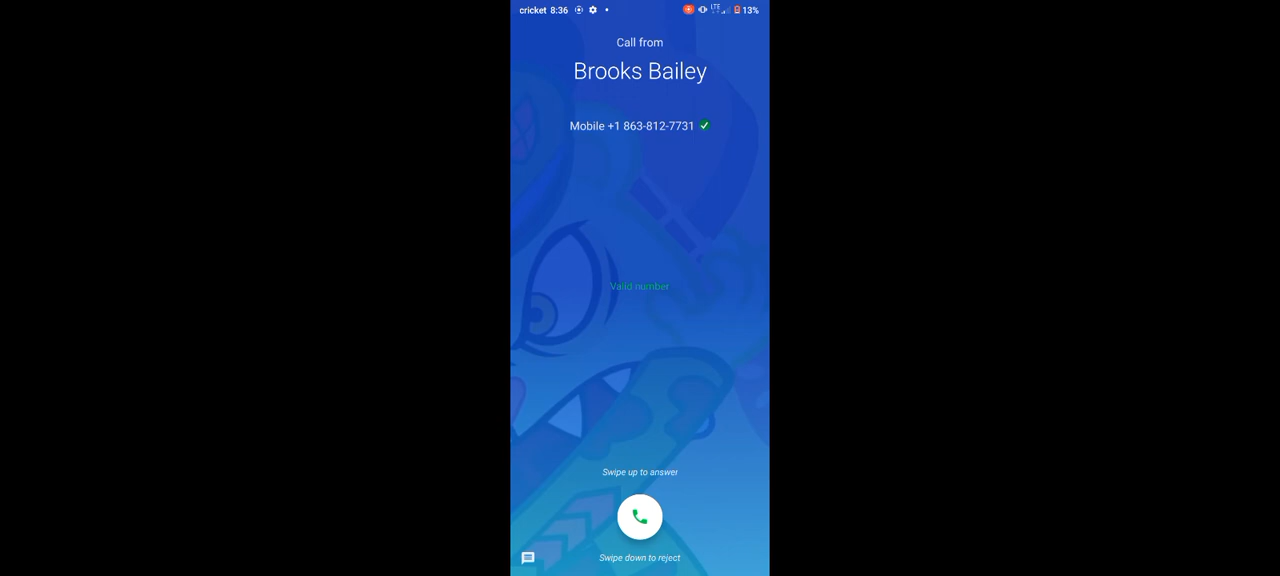 cricket 8:36 LTE 13%
Call from
Brooks Bailey
Mobile +1 863-812-7731
Valid number
Swipe up to answer
Swipe down to reject